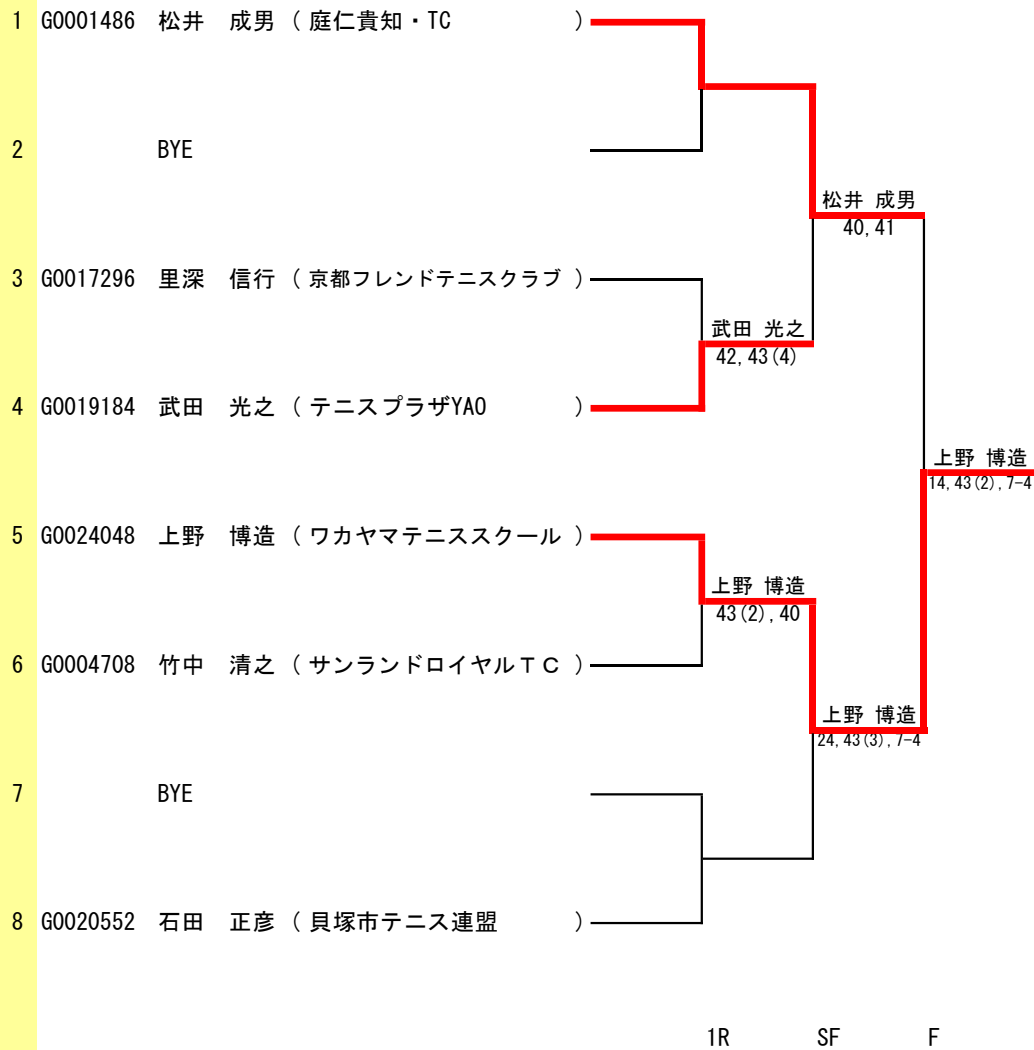 1 G0001486 松井 成男 ( 庭仁貴知・TC )
2 BYE
松井 成男
40,41
3 G0017296 里深 信行 ( 京都フレンドテニスクラブ )
武田 光之
42,43(4)
4 G0019184 武田 光之 ( テニスプラザYAO )
上野 博造
14,43(2),7-4
5 G0024048 上野 博造 ( ワカヤマテニススクール )
上野 博造
43(2),40
6 G0004708 竹中 清之 ( サンランドロイヤルTC )
上野 博造
24,43(3),7-4
7 BYE
8 G0020552 石田 正彦 ( 貝塚市テニス連盟 )
1R SF F